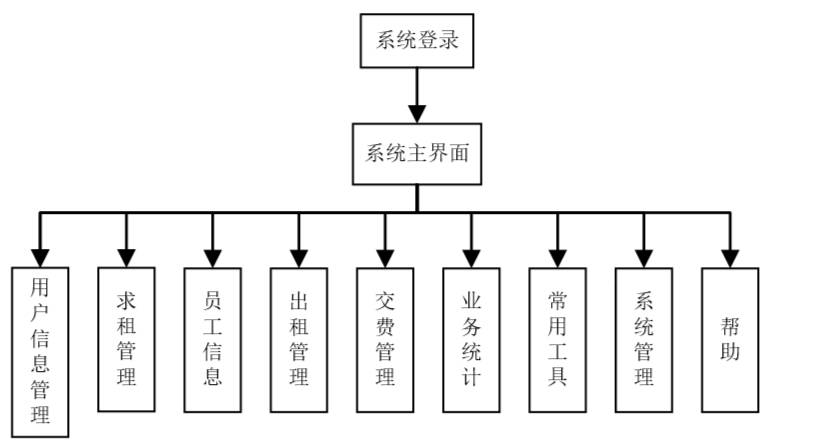 系统登录
系统主界面
用户信息管理
求租管理
员工信息
出租管理
交费管理
业务统计
常用工具
系统管理
帮助